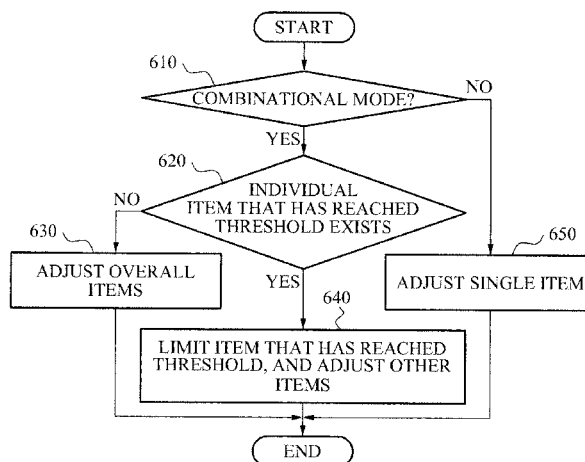 START
610
COMBINATIONAL MODE?
NO
YES
620
INDIVIDUAL
ITEM THAT HAS REACHED
THRESHOLD EXISTS
NO
630
650
ADJUST OVERALL
ITEMS
YES
ADJUST SINGLE ITEM
640
LIMIT ITEM THAT HAS REACHED
THRESHOLD, AND ADJUST OTHER
ITEMS
END